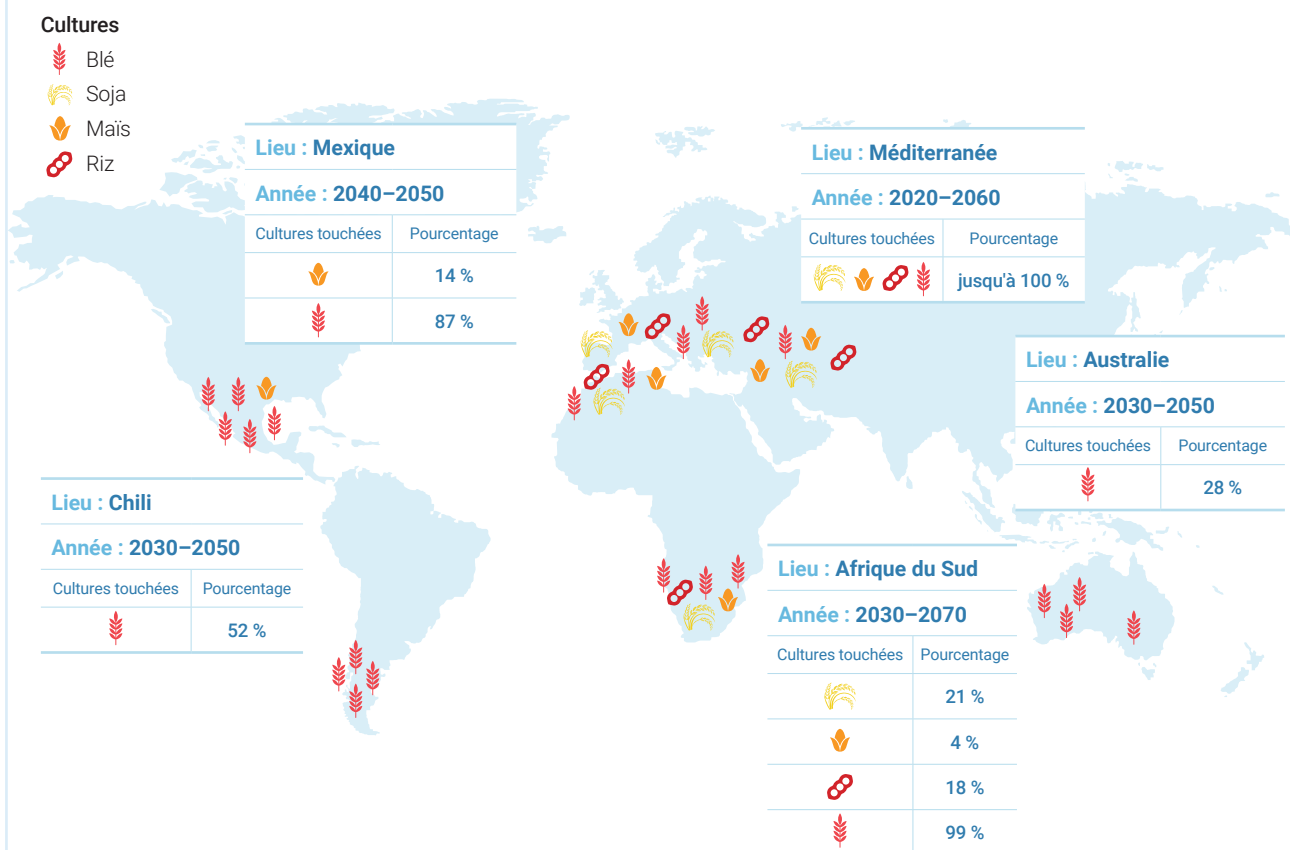 Cultures
Blé
Soja
Maïs
Riz
Lieu : Mexique
Année : 2040–2050
Cultures touchées Pourcentage
14 %
87 %
Lieu : Méditerranée
Année : 2020–2060
Cultures touchées Pourcentage
jusqu'à 100 %
Lieu : Australie
Année : 2030–2050
Cultures touchées Pourcentage
28 %
Lieu : Chili
Année : 2030–2050
Cultures touchées Pourcentage
52 %
Lieu : Afrique du Sud
Année : 2030–2070
Cultures touchées Pourcentage
21 %
4 %
18 %
99 %